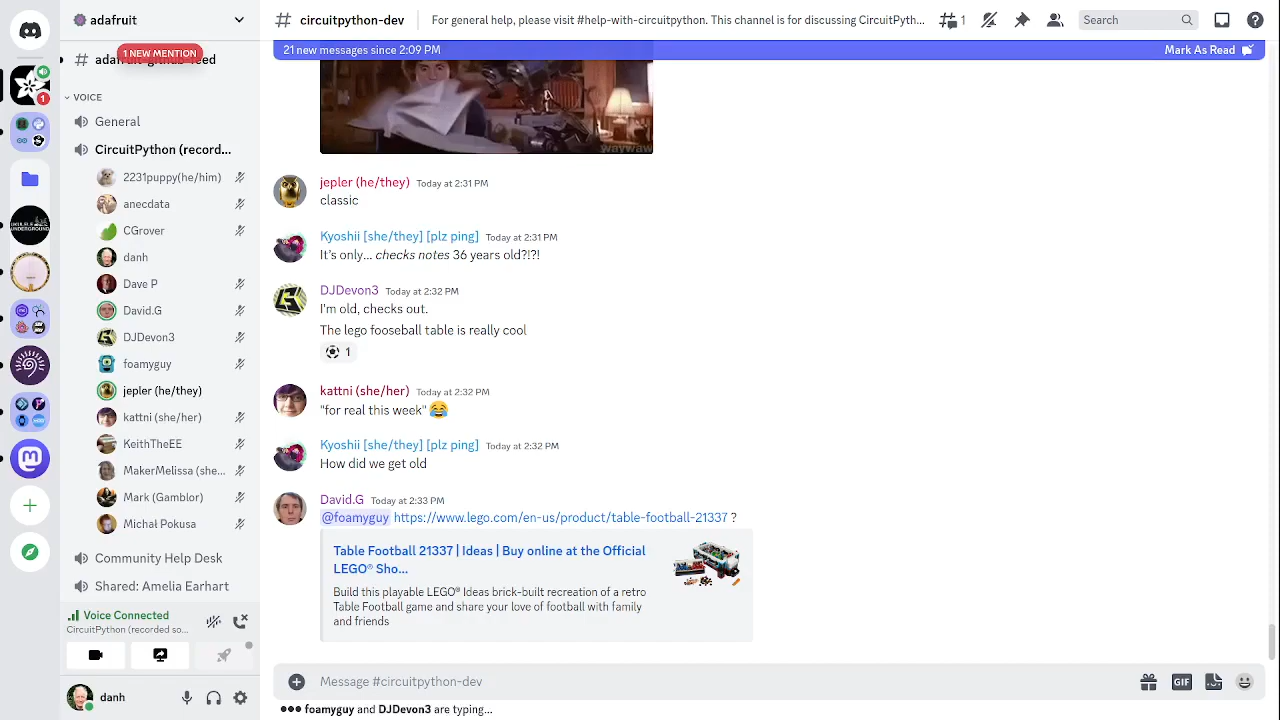 adafruit
# circuitpython-dev
For general help, please visit #help-with-circuitpython. This channel is for discussing CircuitPyth...
1
Search
1 NEW MENTION
21 new messages since 2:09 PM
Mark As Read
1
VOICE
General
CircuitPython (record...
2231puppy(he/him)
anecdata
CGrover
danh
Dave P
David.G
DJDevon3
foamyguy
jepler (he/they)
kattni (she/her)
KeithTheEE
MakerMelissa (she...
Mark (Gamblor)
Michał Pokusa
Community Help Desk
Shared: Amelia Earhart
Voice Connected
CircuitPython (recorded so...
danh
waywaw
jepler (he/they) Today at 2:31 PM
classic
Kyoshii [she/they] [plz ping] Today at 2:31 PM
It's only... checks notes 36 years old?!?!
DJDevon3 Today at 2:32 PM
I'm old, checks out.
The lego fooseball table is really cool
1
kattni (she/her) Today at 2:32 PM
"for real this week" 😂
Kyoshii [she/they] [plz ping] Today at 2:32 PM
How did we get old
David.G Today at 2:33 PM
@foamyguy https://www.lego.com/en-us/product/table-football-21337 ?
Table Football 21337 | Ideas | Buy online at the Official
LEGO® Sho...
Build this playable LEGO® Ideas brick-built recreation of a retro
Table Football game and share your love of football with family
and friends
Message #circuitpython-dev
GIF
foamyguy and DJDevon3 are typing...